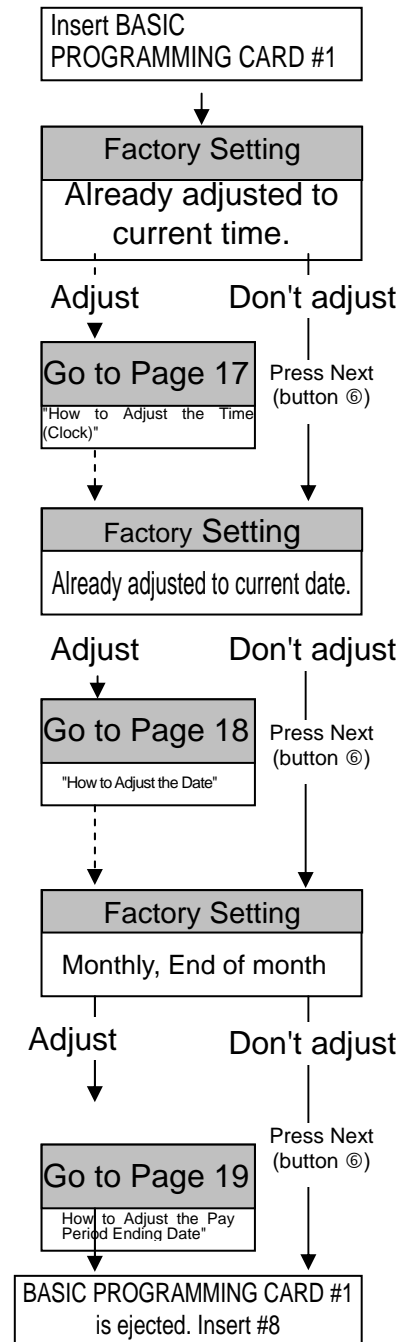 Insert BASIC
PROGRAMMING CARD #1
Factory Setting
Already adjusted to
current time.
Adjust
Don't adjust
Go to Page 17
"How to Adjust the Time
(Clock)"
Press Next
(button ⑥)
Factory Setting
Already adjusted to current date.
Adjust
Don't adjust
Go to Page 18
"How to Adjust the Date"
Press Next
(button ⑥)
Factory Setting
Monthly, End of month
Adjust
Don't adjust
Press Next
(button ⑥)
Go to Page 19
How to Adjust the Pay
Period Ending Date"
BASIC PROGRAMMING CARD #1
is ejected. Insert #8